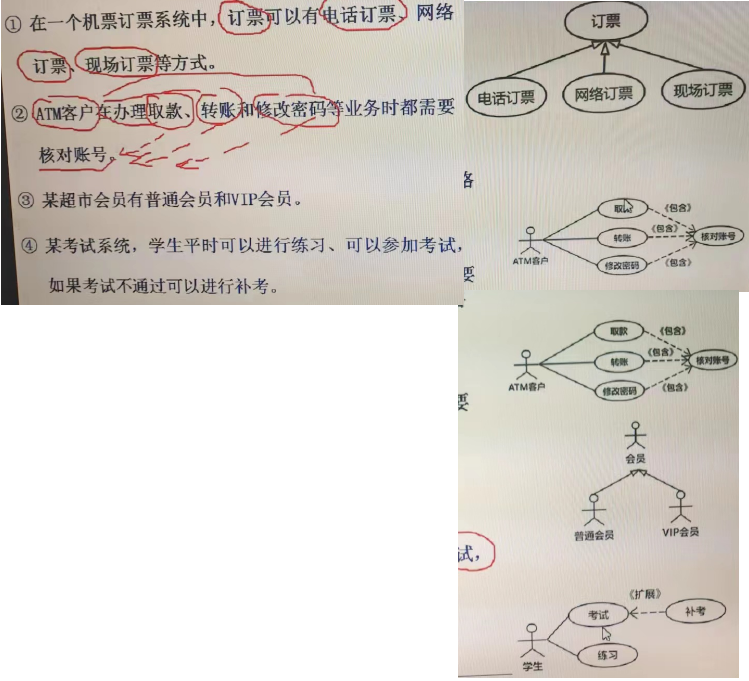 ① 在一个机票订票系统中，订票可以有电话订票、网络
订票、现场订票等方式。
② ATM客户在办理取款、转账和修改密码等业务时都需要
核对账号。
③ 某超市会员有普通会员和VIP会员。
④ 某考试系统，学生平时可以进行练习、可以参加考试，
如果考试不通过可以进行补考。
订票
电话订票
网络订票
现场订票
络
取
《包含》
转账
《包含》
核对账号
ATM客户
修改密码
《包含》
要
取款
《包含》
转账
《包含》
核对账号
ATM客户
修改密码
《包含》
要
会员
普通会员
VIP会员
试，
《扩展》
考试
补考
学生
练习